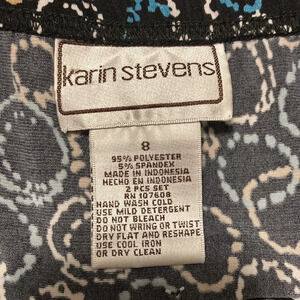 karin stevens
8
95% POLYESTER
5% SPANDEX
MADE IN INDONESIA
HECHO EN INDONESIA
2 PCS SET
RN 107608
HAND WASH COLD
USE MILD DETERGENT
DO NOT BLEACH
DO NOT WRING OR TWIST
DRY FLAT AND RESHAPE
USE COOL IRON
OR DRY CLEAN